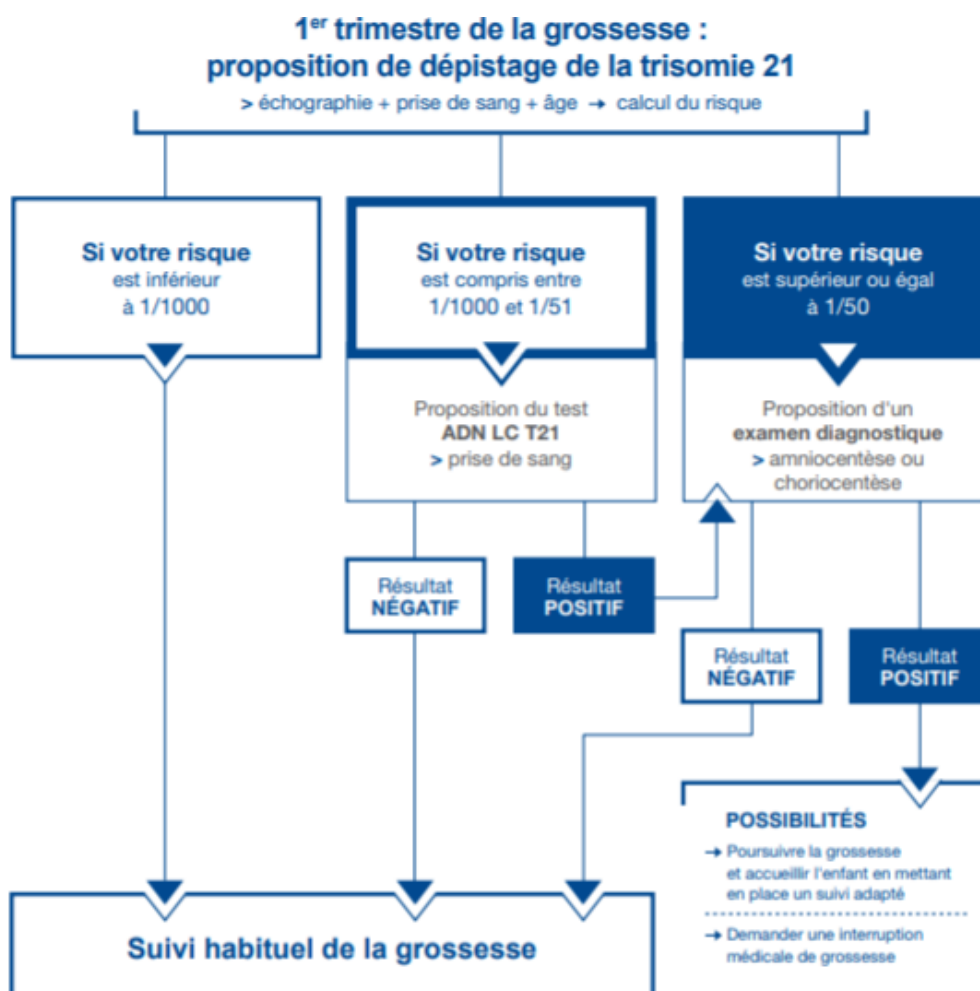 1er trimestre de la grossesse :
proposition de dépistage de la trisomie 21
> échographie + prise de sang + âge → calcul du risque
Si votre risque
est inférieur
à 1/1000
Si votre risque
est compris entre
1/1000 et 1/51
Proposition du test
ADN LC T21
> prise de sang
Si votre risque
est supérieur ou égal
à 1/50
Proposition d'un
examen diagnostique
> amniocentèse ou
choriocentèse
Résultat
NÉGATIF
Résultat
POSITIF
Résultat
NÉGATIF
Résultat
POSITIF
POSSIBILITÉS
→ Poursuivre la grossesse
et accueillir l'enfant en mettant
en place un suivi adapté
→ Demander une interruption
médicale de grossesse
Suivi habituel de la grossesse